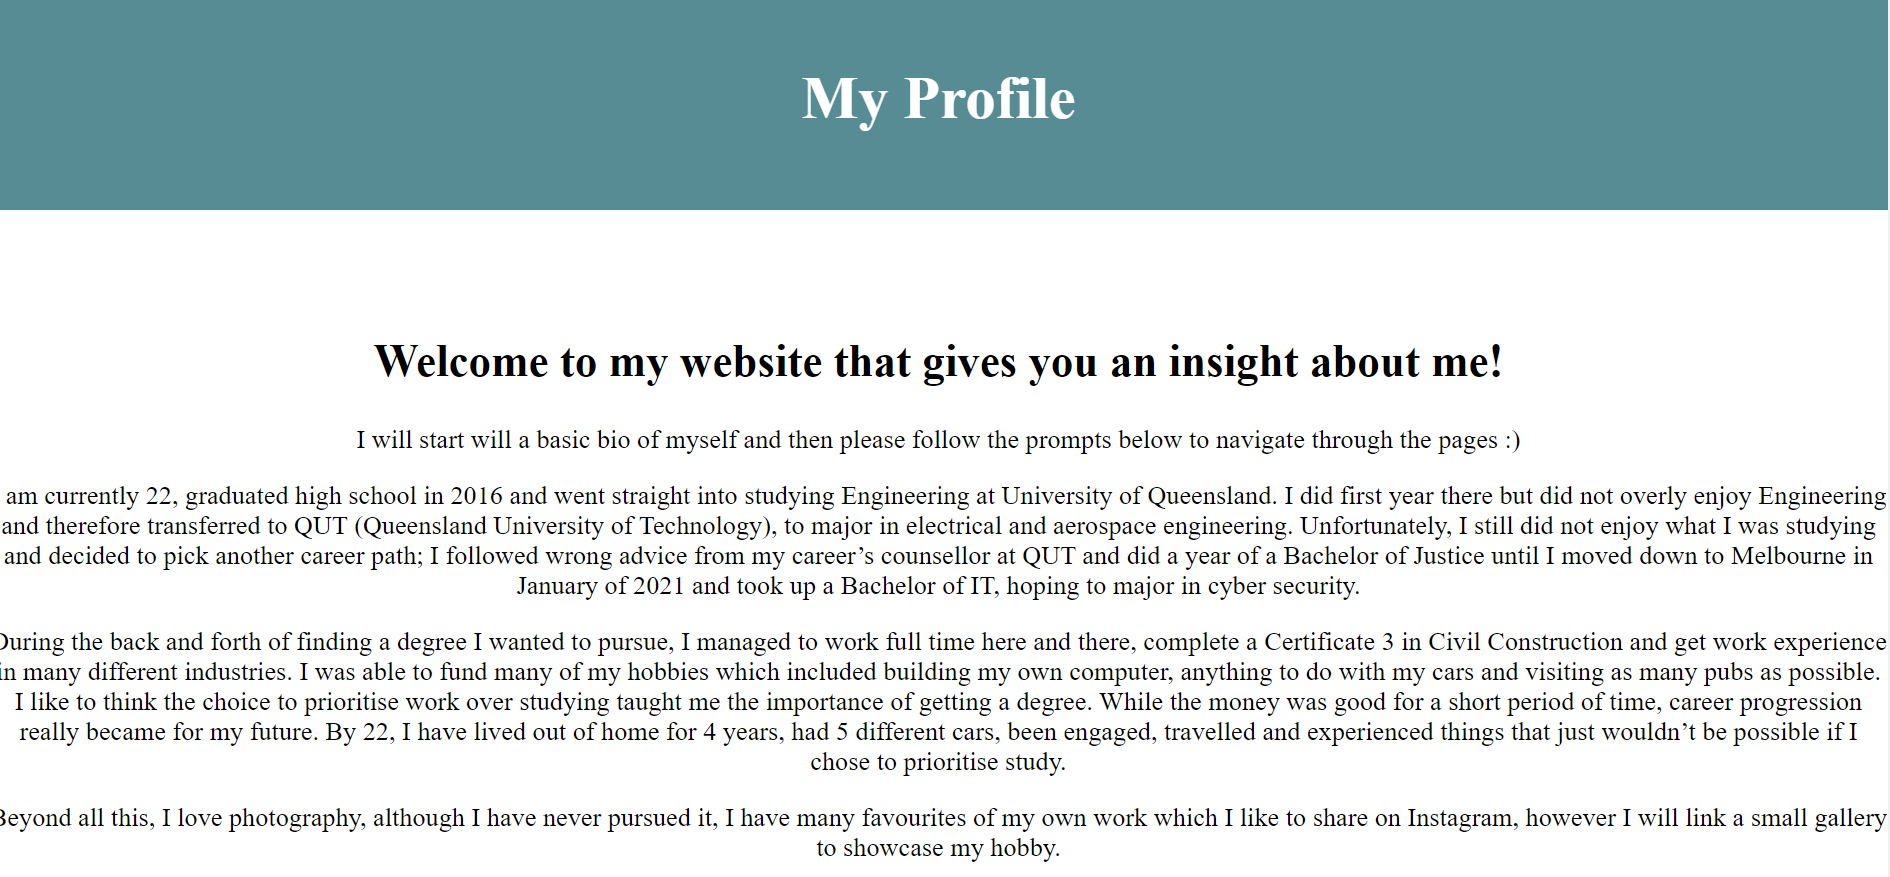 My Profile
Welcome to my website that gives you an insight about me!
I will start will a basic bio of myself and then please follow the prompts below to navigate through the pages :)
am currently 22, graduated high school in 2016 and went straight into studying Engineering at University of Queensland. I did first year there but did not overly enjoy Engineering
and therefore transferred to QUT (Queensland University of Technology), to major in electrical and aerospace engineering. Unfortunately, I still did not enjoy what I was studying
and decided to pick another career path; I followed wrong advice from my career’s counsellor at QUT and did a year of a Bachelor of Justice until I moved down to Melbourne in
January of 2021 and took up a Bachelor of IT, hoping to major in cyber security.
During the back and forth of finding a degree I wanted to pursue, I managed to work full time here and there, complete a Certificate 3 in Civil Construction and get work experience
in many different industries. I was able to fund many of my hobbies which included building my own computer, anything to do with my cars and visiting as many pubs as possible.
I like to think the choice to prioritise work over studying taught me the importance of getting a degree. While the money was good for a short period of time, career progression
really became for my future. By 22, I have lived out of home for 4 years, had 5 different cars, been engaged, travelled and experienced things that just wouldn’t be possible if I
chose to prioritise study.
Beyond all this, I love photography, although I have never pursued it, I have many favourites of my own work which I like to share on Instagram, however I will link a small gallery
to showcase my hobby.